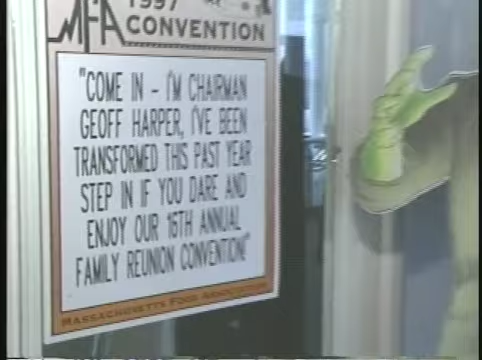 1997
MFA CONVENTION
"COME IN - I'M CHAIRMAN
GEOFF HARPER, I'VE BEEN
TRANSFORMED THIS PAST YEAR
STEP IN IF YOU DARE AND
ENJOY OUR 16TH ANNUAL
FAMILY REUNION CONVENTION!"
MASSACHUSETTS FOOD ASSOCIATION